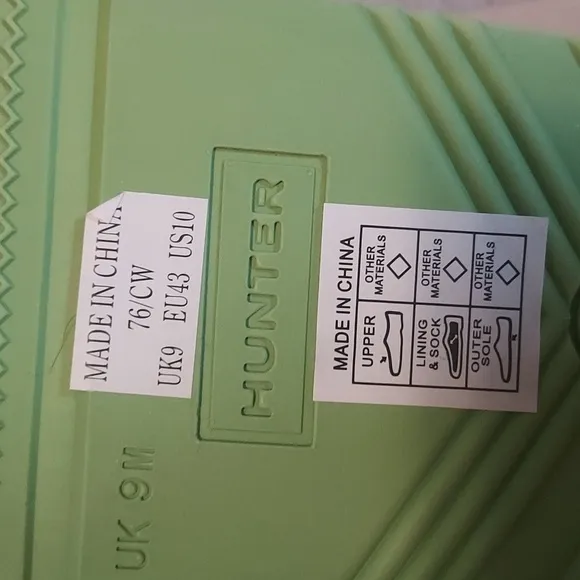 MADE IN CHINA
76/CW
UK9 EU43 US10
HUNTER
MADE IN CHINA
UPPER
OTHER
MATERIALS
LINING
& SOCK
OTHER
MATERIALS
OUTER
SOLE
OTHER
MATERIALS
UK 9M